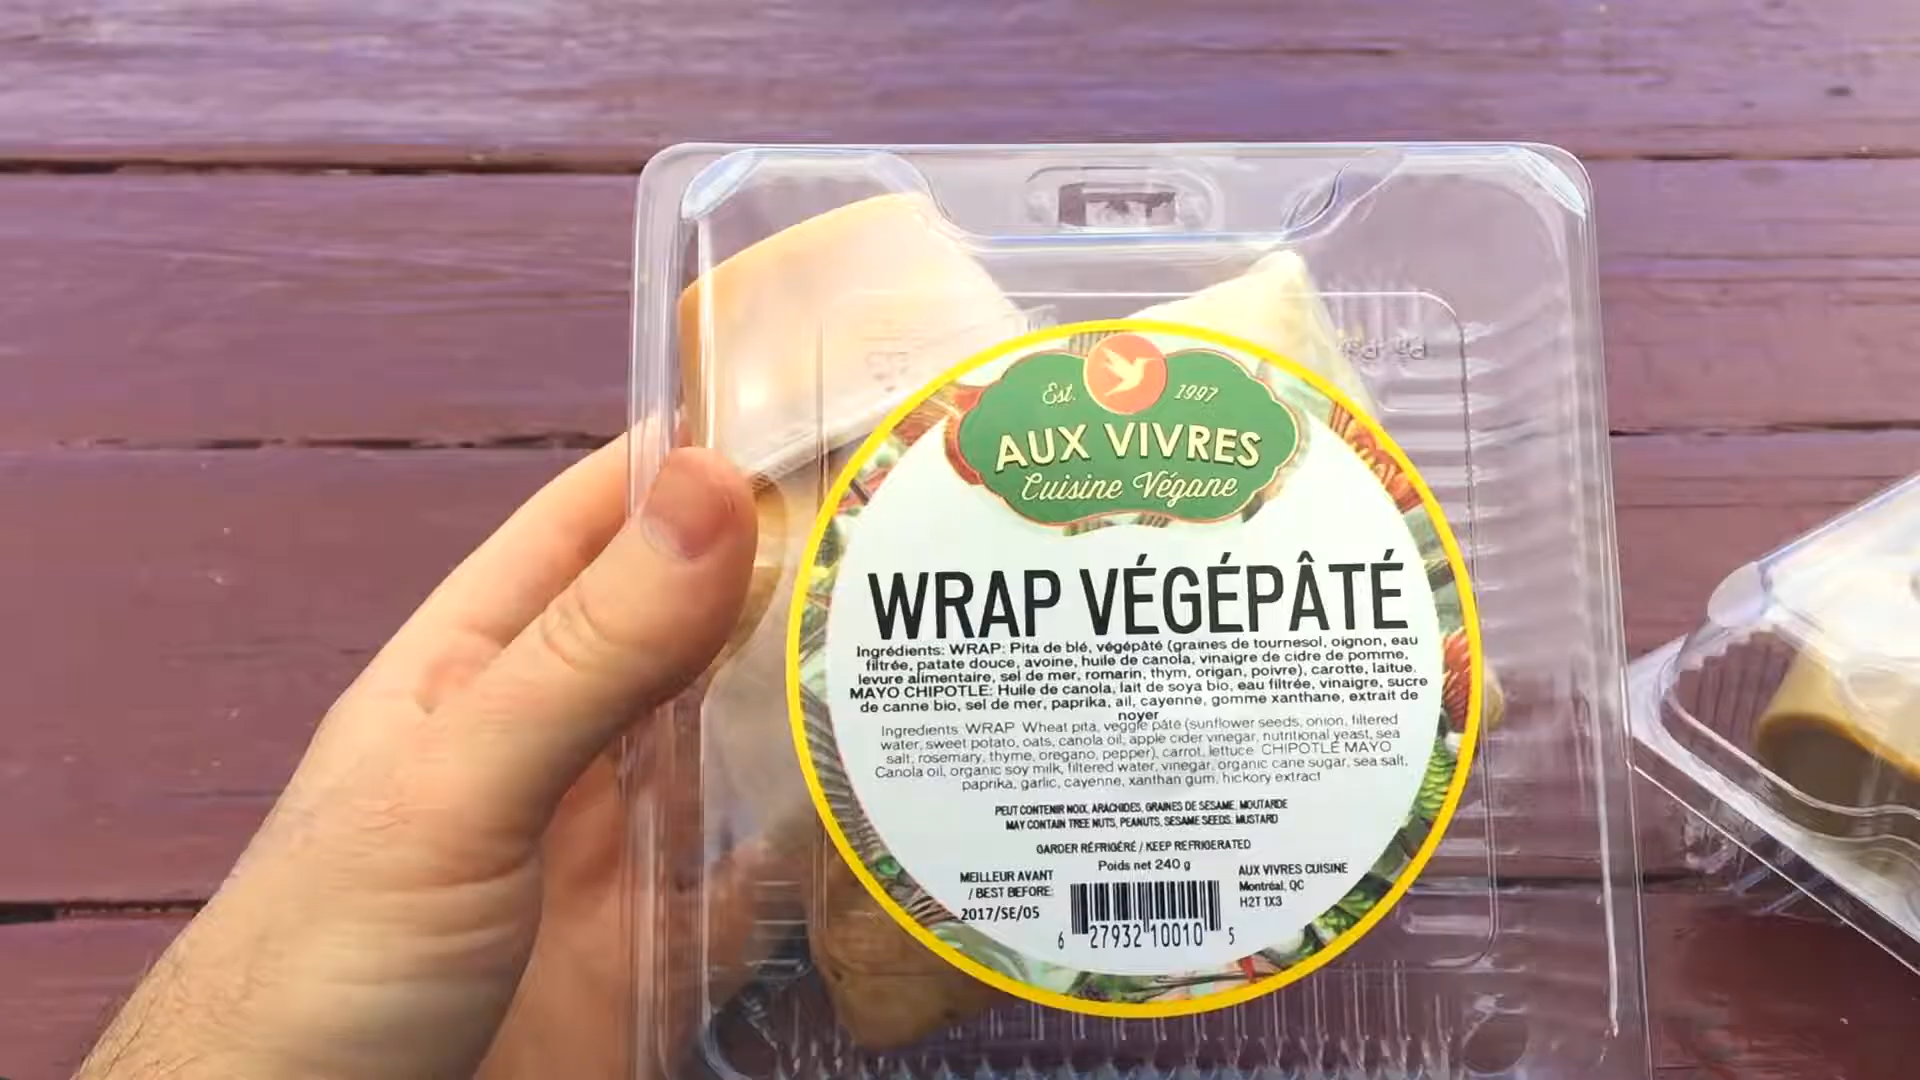 Est. 1997
AUX VIVRES
Cuisine Végane
WRAP VÉGÉPÂTÉ
Ingrédients: WRAP: Pita de blé, végépâté (graines de tournesol, oignon, eau
filtrée, patate douce, avoine, huile de canola, vinaigre de cidre de pomme,
levure alimentaire, sel de mer, romarin, thym, origan, poivre), carotte, laitue.
MAYO CHIPOTLE: Huile de canola, lait de soya bio, eau filtrée, vinaigre, sucre
de canne bio, sel de mer, paprika, ail, cayenne, gomme xanthane, extrait de
noyer
Ingredients: WRAP Wheat pita, veggie pâté (sunflower seeds, onion, filtered
water, sweet potato, oats, canola oil, apple cider vinegar, nutritional yeast, sea
salt, rosemary, thyme, oregano, pepper), carrot, lettuce CHIPOTLE MAYO
Canola oil, organic soy milk, filtered water, vinegar, organic cane sugar, sea salt,
paprika, garlic, cayenne, xanthan gum, hickory extract
PEUT CONTENIR NOIX, ARACHIDES, GRAINES DE SESAME, MOUTARDE
MAY CONTAIN TREE NUTS, PEANUTS, SESAME SEEDS, MUSTARD
GARDER RÉFRIGÉRÉ / KEEP REFRIGERATED
Poids net 240 g
MEILLEUR AVANT
/ BEST BEFORE:
2017/SE/05
AUX VIVRES CUISINE
Montréal, QC
H2T 1X3
6 27932 10010 5